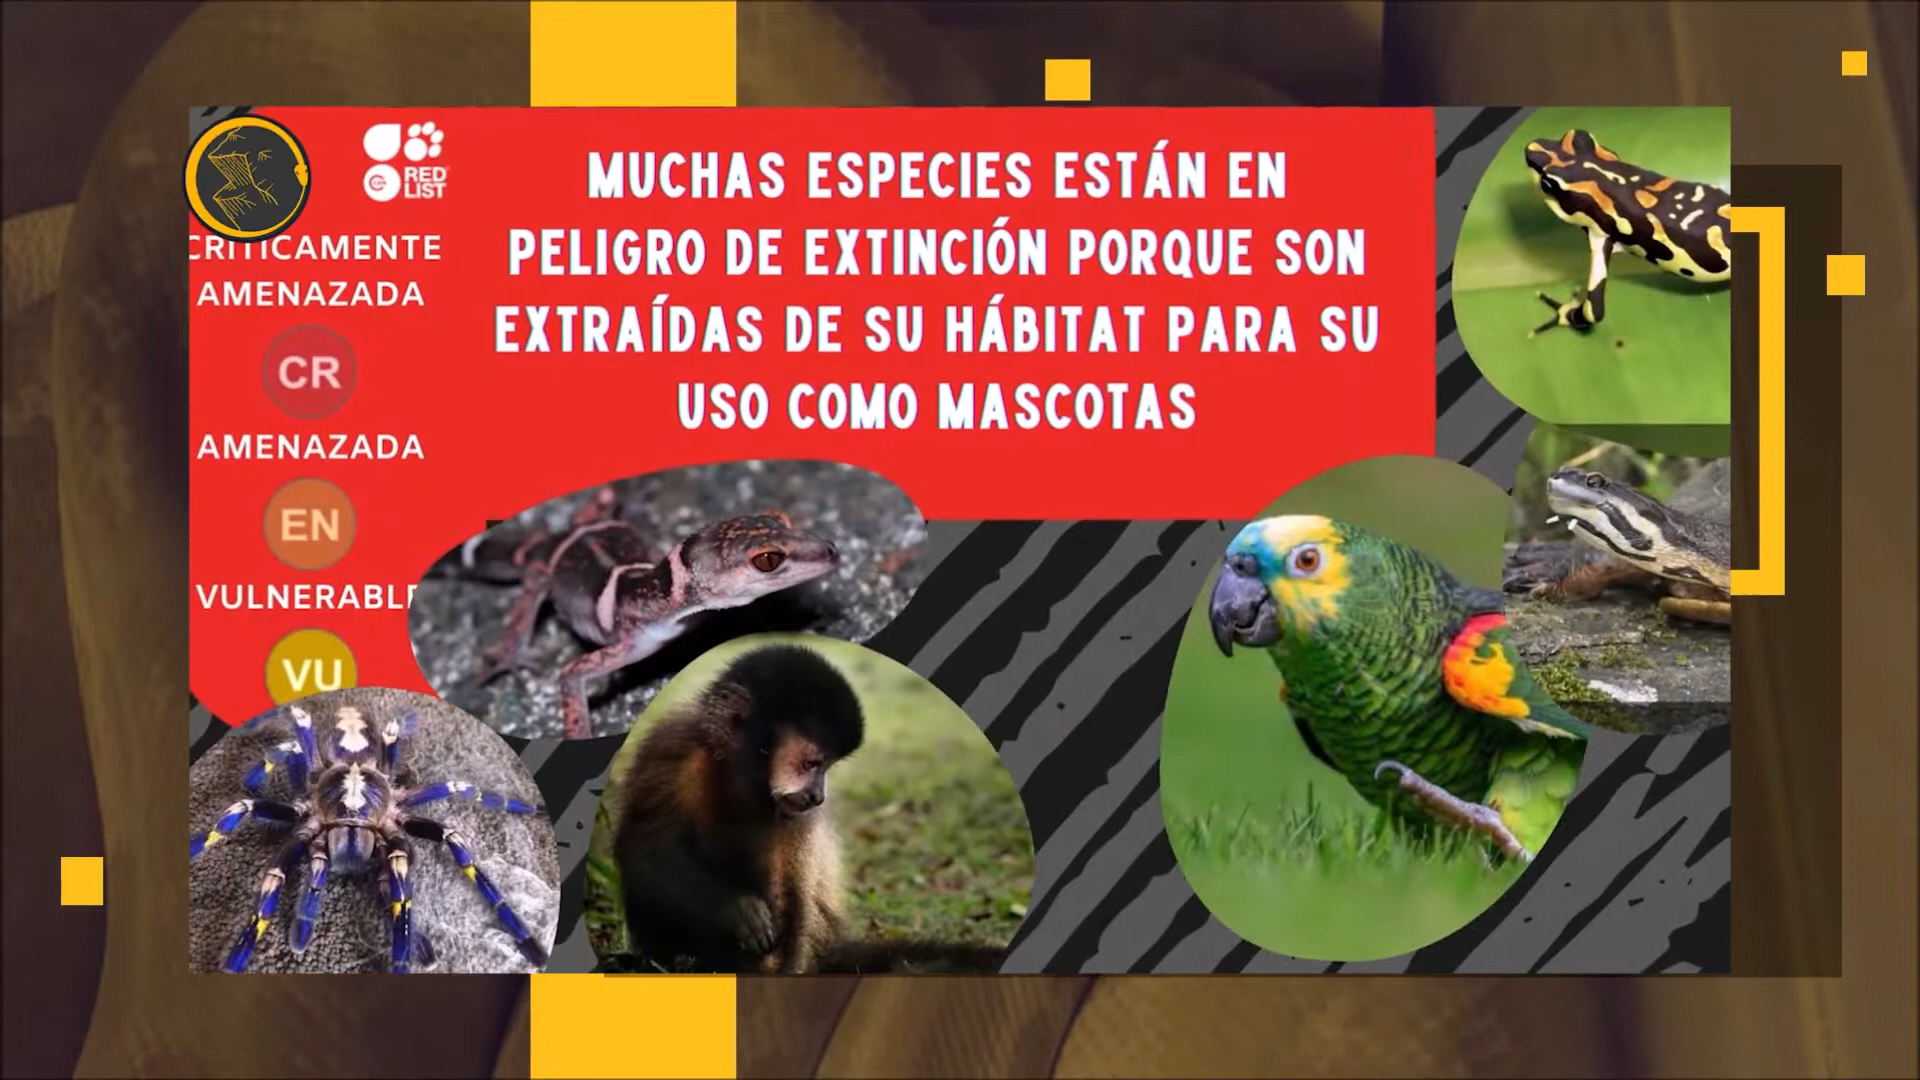 RED
LIST
MUCHAS ESPECIES ESTÁN EN
PELIGRO DE EXTINCIÓN PORQUE SON
EXTRAÍDAS DE SU HÁBITAT PARA SU
USO COMO MASCOTAS
CRÍTICAMENTE
AMENAZADA
CR
AMENAZADA
EN
VULNERABLE
VU